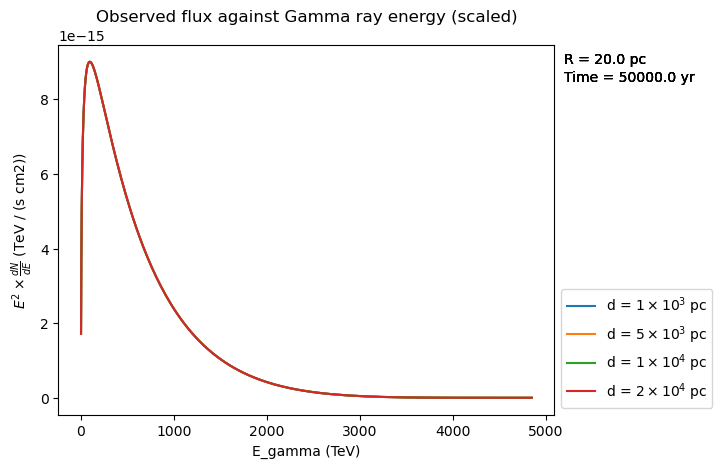 Observed flux against Gamma ray energy (scaled)
1e−15
R = 20.0 pc
Time = 50000.0 yr
8
6
4
2
0
E² × dN/dE (TeV / (s cm2))
0 1000 2000 3000 4000 5000
E_gamma (TeV)
d = 1 × 10³ pc
d = 5 × 10³ pc
d = 1 × 10⁴ pc
d = 2 × 10⁴ pc